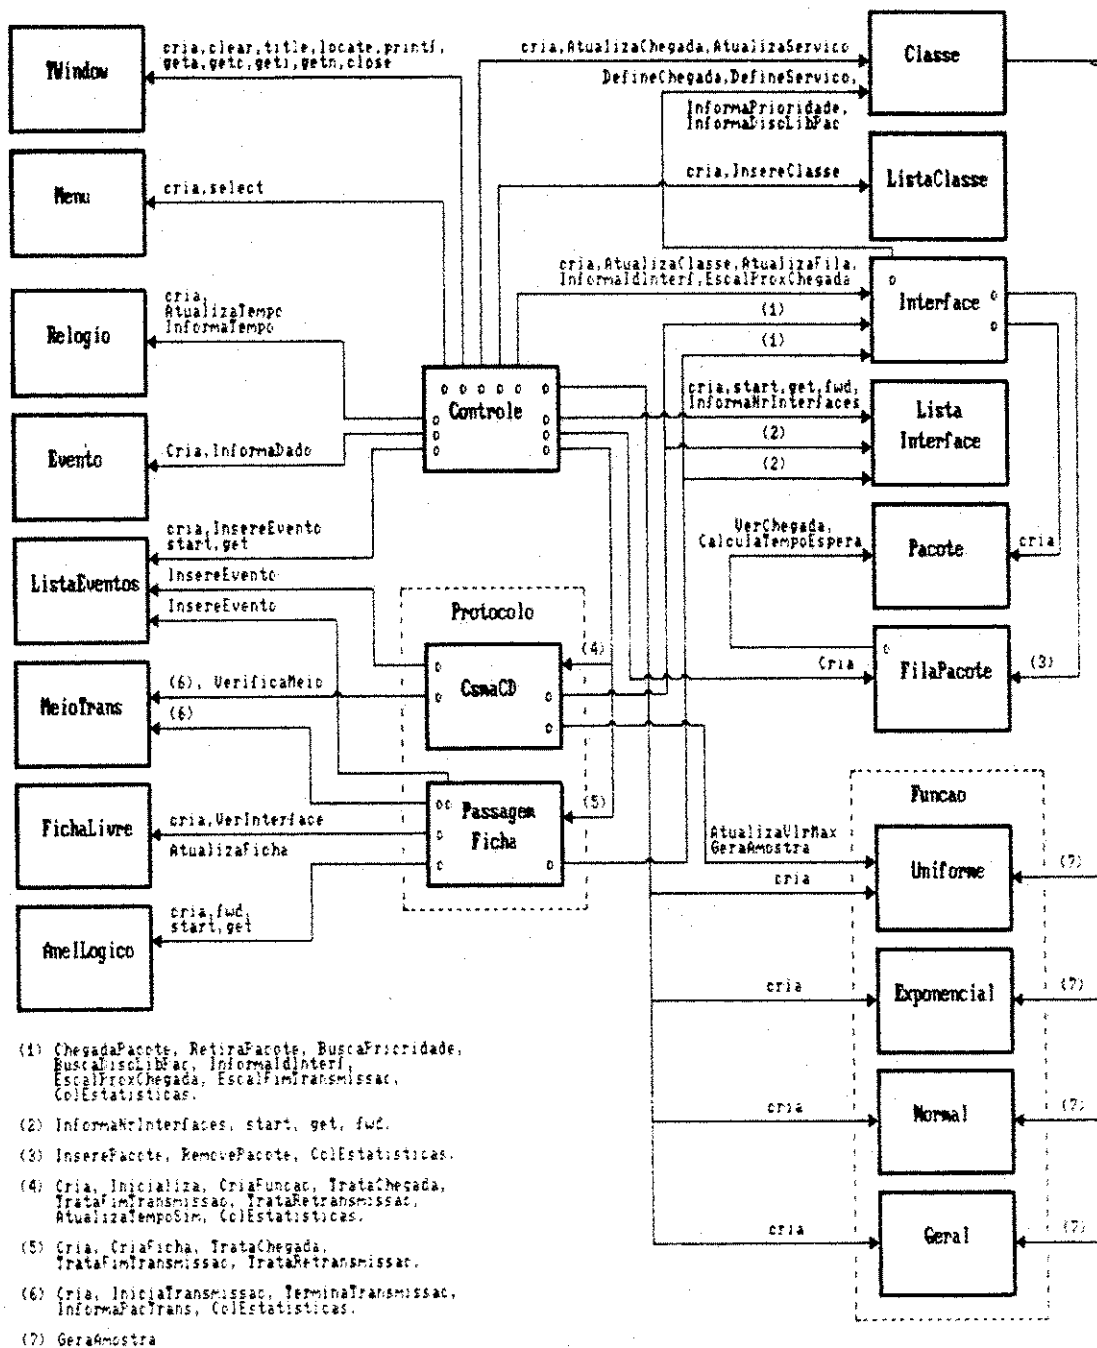 TWindow
cria,clear,title,locate,printf,
geta,getc,geti,getn,close
cria,AtualizaChegada,AtualizaServico
Classe
DefineChegada,DefineServico,
InformaPrioridade,
InformaDiscLibPac
Menu
cria,select
cria,InsereClasse
ListaClasse
Relogio
cria,
AtualizaTempo
InformaTempo
cria,AtualizaClasse,AtualizaFila,
InformaIdInterf,EscalProxChegada
(1)
(1)
Interface
Controle
cria,start,get,fwd,
InformaNrInterfaces
(2)
(2)
Lista
Interface
Evento
Cria,InformaDado
ListaEventos
cria,InsereEvento
start,get
InsereEvento
InsereEvento
VerChegada,
CalculaTempoEspera
Pacote
cria
Protocolo
(4)
CsmaCD
Cria
FilaPacote
(3)
MeioTrans
(6), VerificaMeio
(6)
Passagem
Ficha
(5)
FichaLivre
cria,VerInterface
AtualizaFicha
Funcao
AtualizaVlrMax
GeraAmostra
cria
Uniforme
(7)
AnelLogico
cria,fwd,
start,get
cria
Exponencial
(7)
cria
Normal
(7)
cria
Geral
(7)
(1) ChegadaPacote, RetiraPacote, BuscaPrioridade,
BuscaDiscLibPac, InformaIdInterf,
EscalProxChegada, EscalFimTransmissao,
ColEstatisticas.
(2) InformaNrInterfaces, start, get, fwd.
(3) InserePacote, RemovePacote, ColEstatisticas.
(4) Cria, Inicializa, CriaFuncao, TrataChegada,
TrataFimTransmissao, TrataRetransmissao,
AtualizaTempoSim, ColEstatisticas.
(5) Cria, CriaFicha, TrataChegada,
TrataFimTransmissao, TrataRetransmissao.
(6) Cria, IniciaTransmissao, TerminaTransmissao,
InformaPacTrans, ColEstatisticas.
(7) GeraAmostra